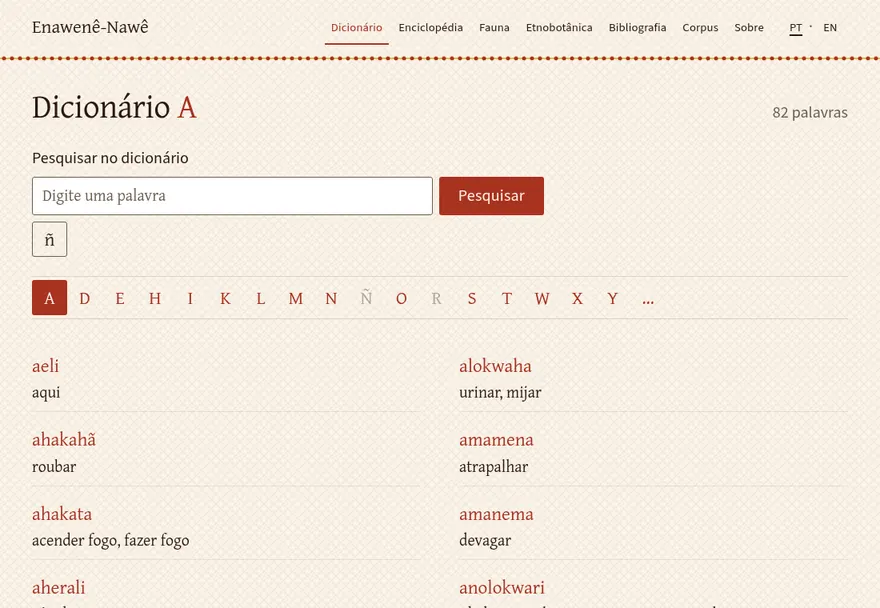 Enawenê-Nawê
Dicionário Enciclopédia Fauna Etnobotânica Bibliografia Corpus Sobre PT · EN
Dicionário A
82 palavras
Pesquisar no dicionário
Digite uma palavra
Pesquisar
ñ
A D E H I K L M N Ñ O R S T W X Y ...
aeli
aqui
ahakahã
roubar
ahakata
acender fogo, fazer fogo
aherali
alokwaha
urinar, mijar
amamena
atrapalhar
amanema
devagar
anolokwari